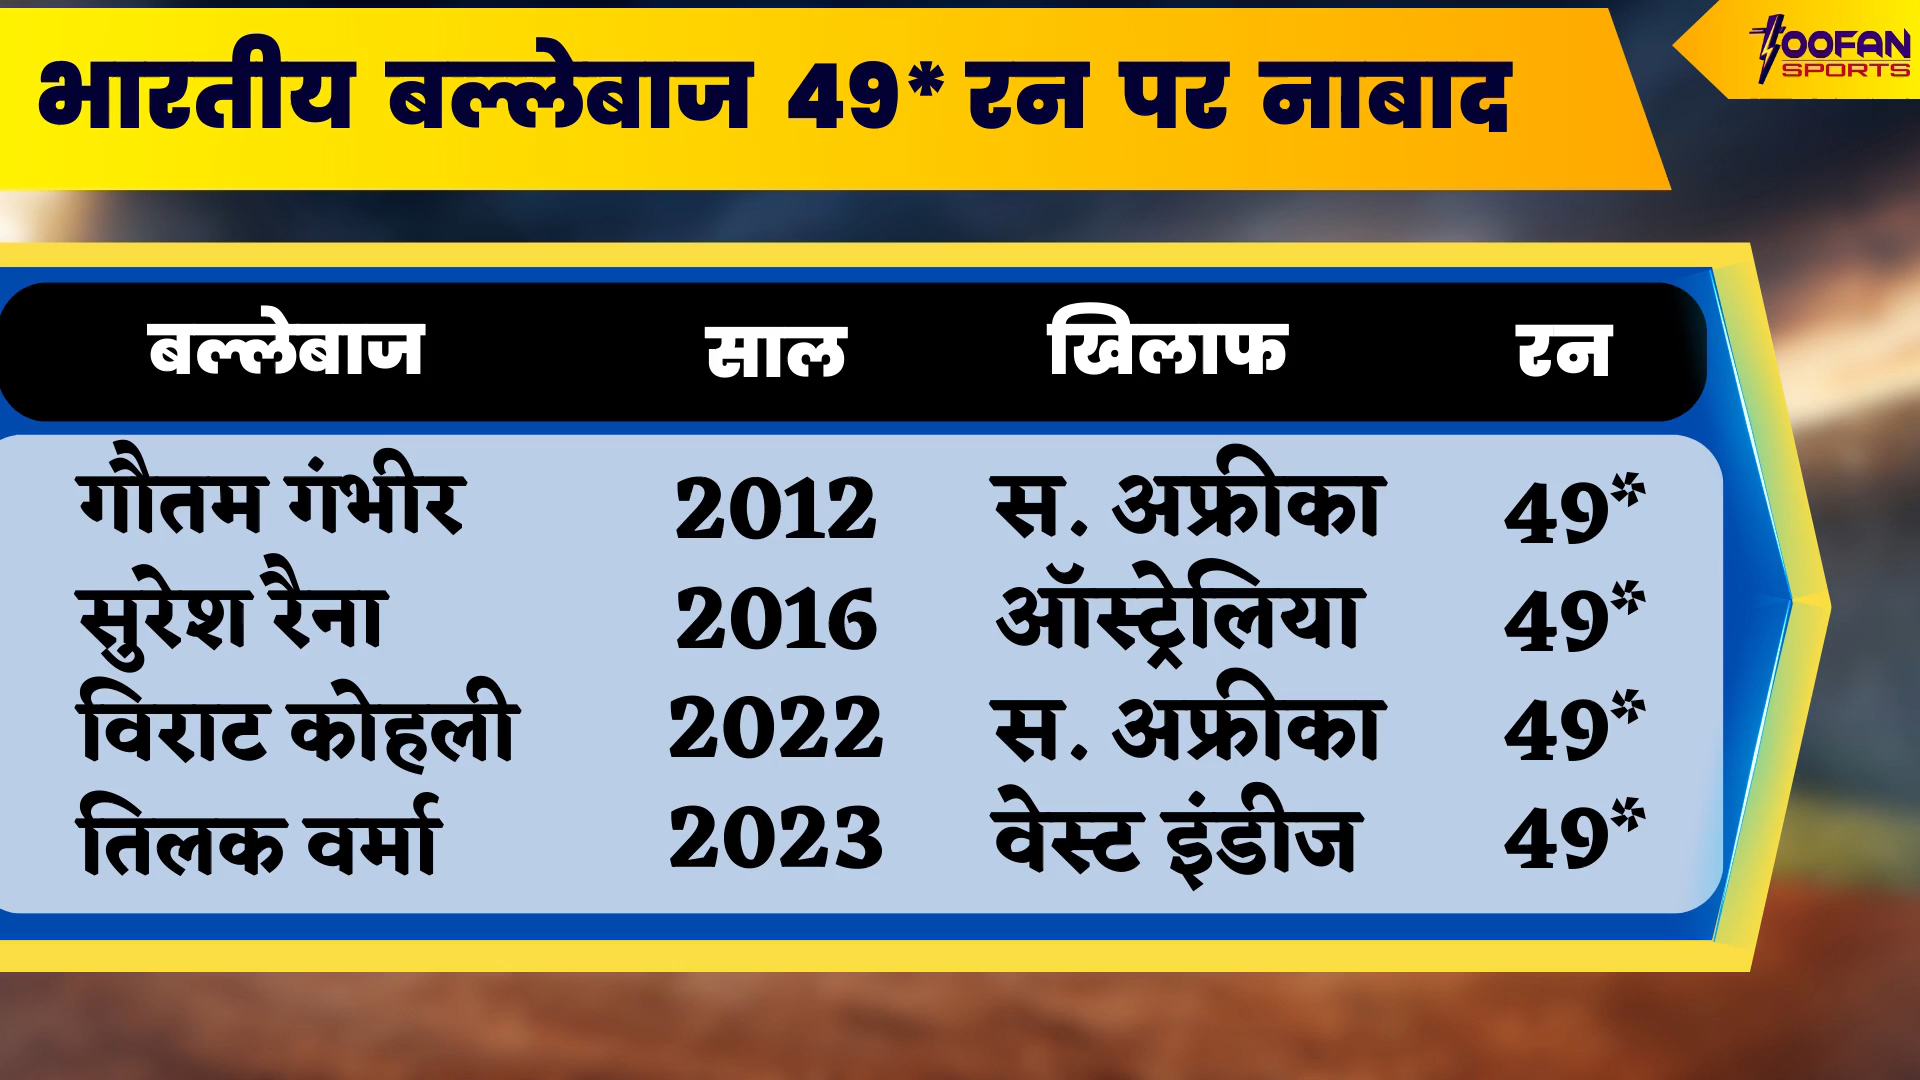 भारतीय बल्लेबाज 49* रन पर नाबाद
TOOFAN
SPORTS
बल्लेबाज साल खिलाफ रन
गौतम गंभीर 2012 स. अफ्रीका 49*
सुरेश रैना 2016 ऑस्ट्रेलिया 49*
विराट कोहली 2022 स. अफ्रीका 49*
तिलक वर्मा 2023 वेस्ट इंडीज 49*